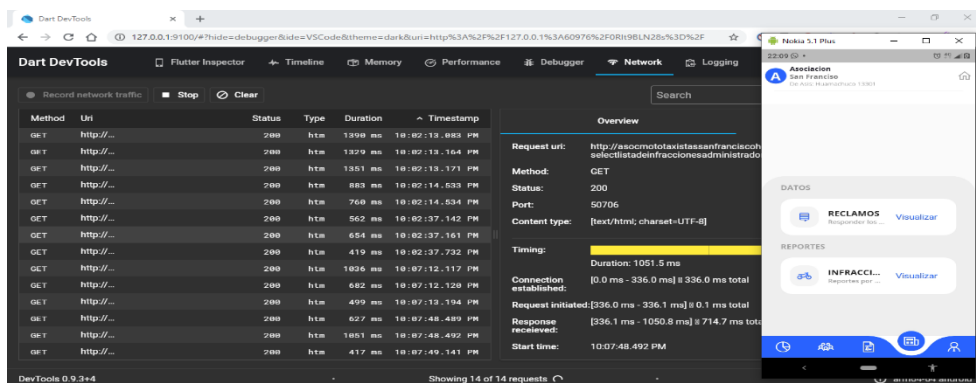 Dart DevTools
127.0.0.1:9100/#?hide=debugger&ide=VSCode&theme=dark&uri=http%3A%2F%2F127.0.0.1%3A60976%2F0RIt9BLN28s%3D%2F
Dart DevTools Flutter Inspector Timeline Memory Performance Debugger Network Logging
Record network traffic Stop Clear Search
Method Uri Status Type Duration Timestamp
GET http://... 200 htm 1390 ms 10:02:13.083 PM
GET http://... 200 htm 1329 ms 10:02:13.164 PM
GET http://... 200 htm 1351 ms 10:02:13.171 PM
GET http://... 200 htm 883 ms 10:02:14.533 PM
GET http://... 200 htm 760 ms 10:02:14.534 PM
GET http://... 200 htm 562 ms 10:02:37.142 PM
GET http://... 200 htm 654 ms 10:02:37.161 PM
GET http://... 200 htm 419 ms 10:02:37.732 PM
GET http://... 200 htm 1036 ms 10:07:12.117 PM
GET http://... 200 htm 682 ms 10:07:12.120 PM
GET http://... 200 htm 499 ms 10:07:13.194 PM
GET http://... 200 htm 627 ms 10:07:48.489 PM
GET http://... 200 htm 1051 ms 10:07:48.492 PM
GET http://... 200 htm 417 ms 10:07:49.141 PM
DevTools 0.9.3+4
Showing 14 of 14 requests
Overview
Request uri: http://asocmototaxistassanfranciscoh
selectlistadeinfraccionesadministrado
Method: GET
Status: 200
Port: 50706
Content type: [text/html; charset=UTF-8]
Timing:
Duration: 1051.5 ms
Connection established: [0.0 ms - 336.0 ms] 336.0 ms total
Request initiated: [336.0 ms - 336.1 ms] 0.1 ms total
Response receieved: [336.1 ms - 1050.8 ms] 714.7 ms tota
Start time: 10:07:48.492 PM
Nokia 5.1 Plus
22:09
A
Asociacion
San Franciso
DATOS
RECLAMOS
Responder los ...
Visualizar
REPORTES
INFRACCI...
Reportes por ...
Visualizar